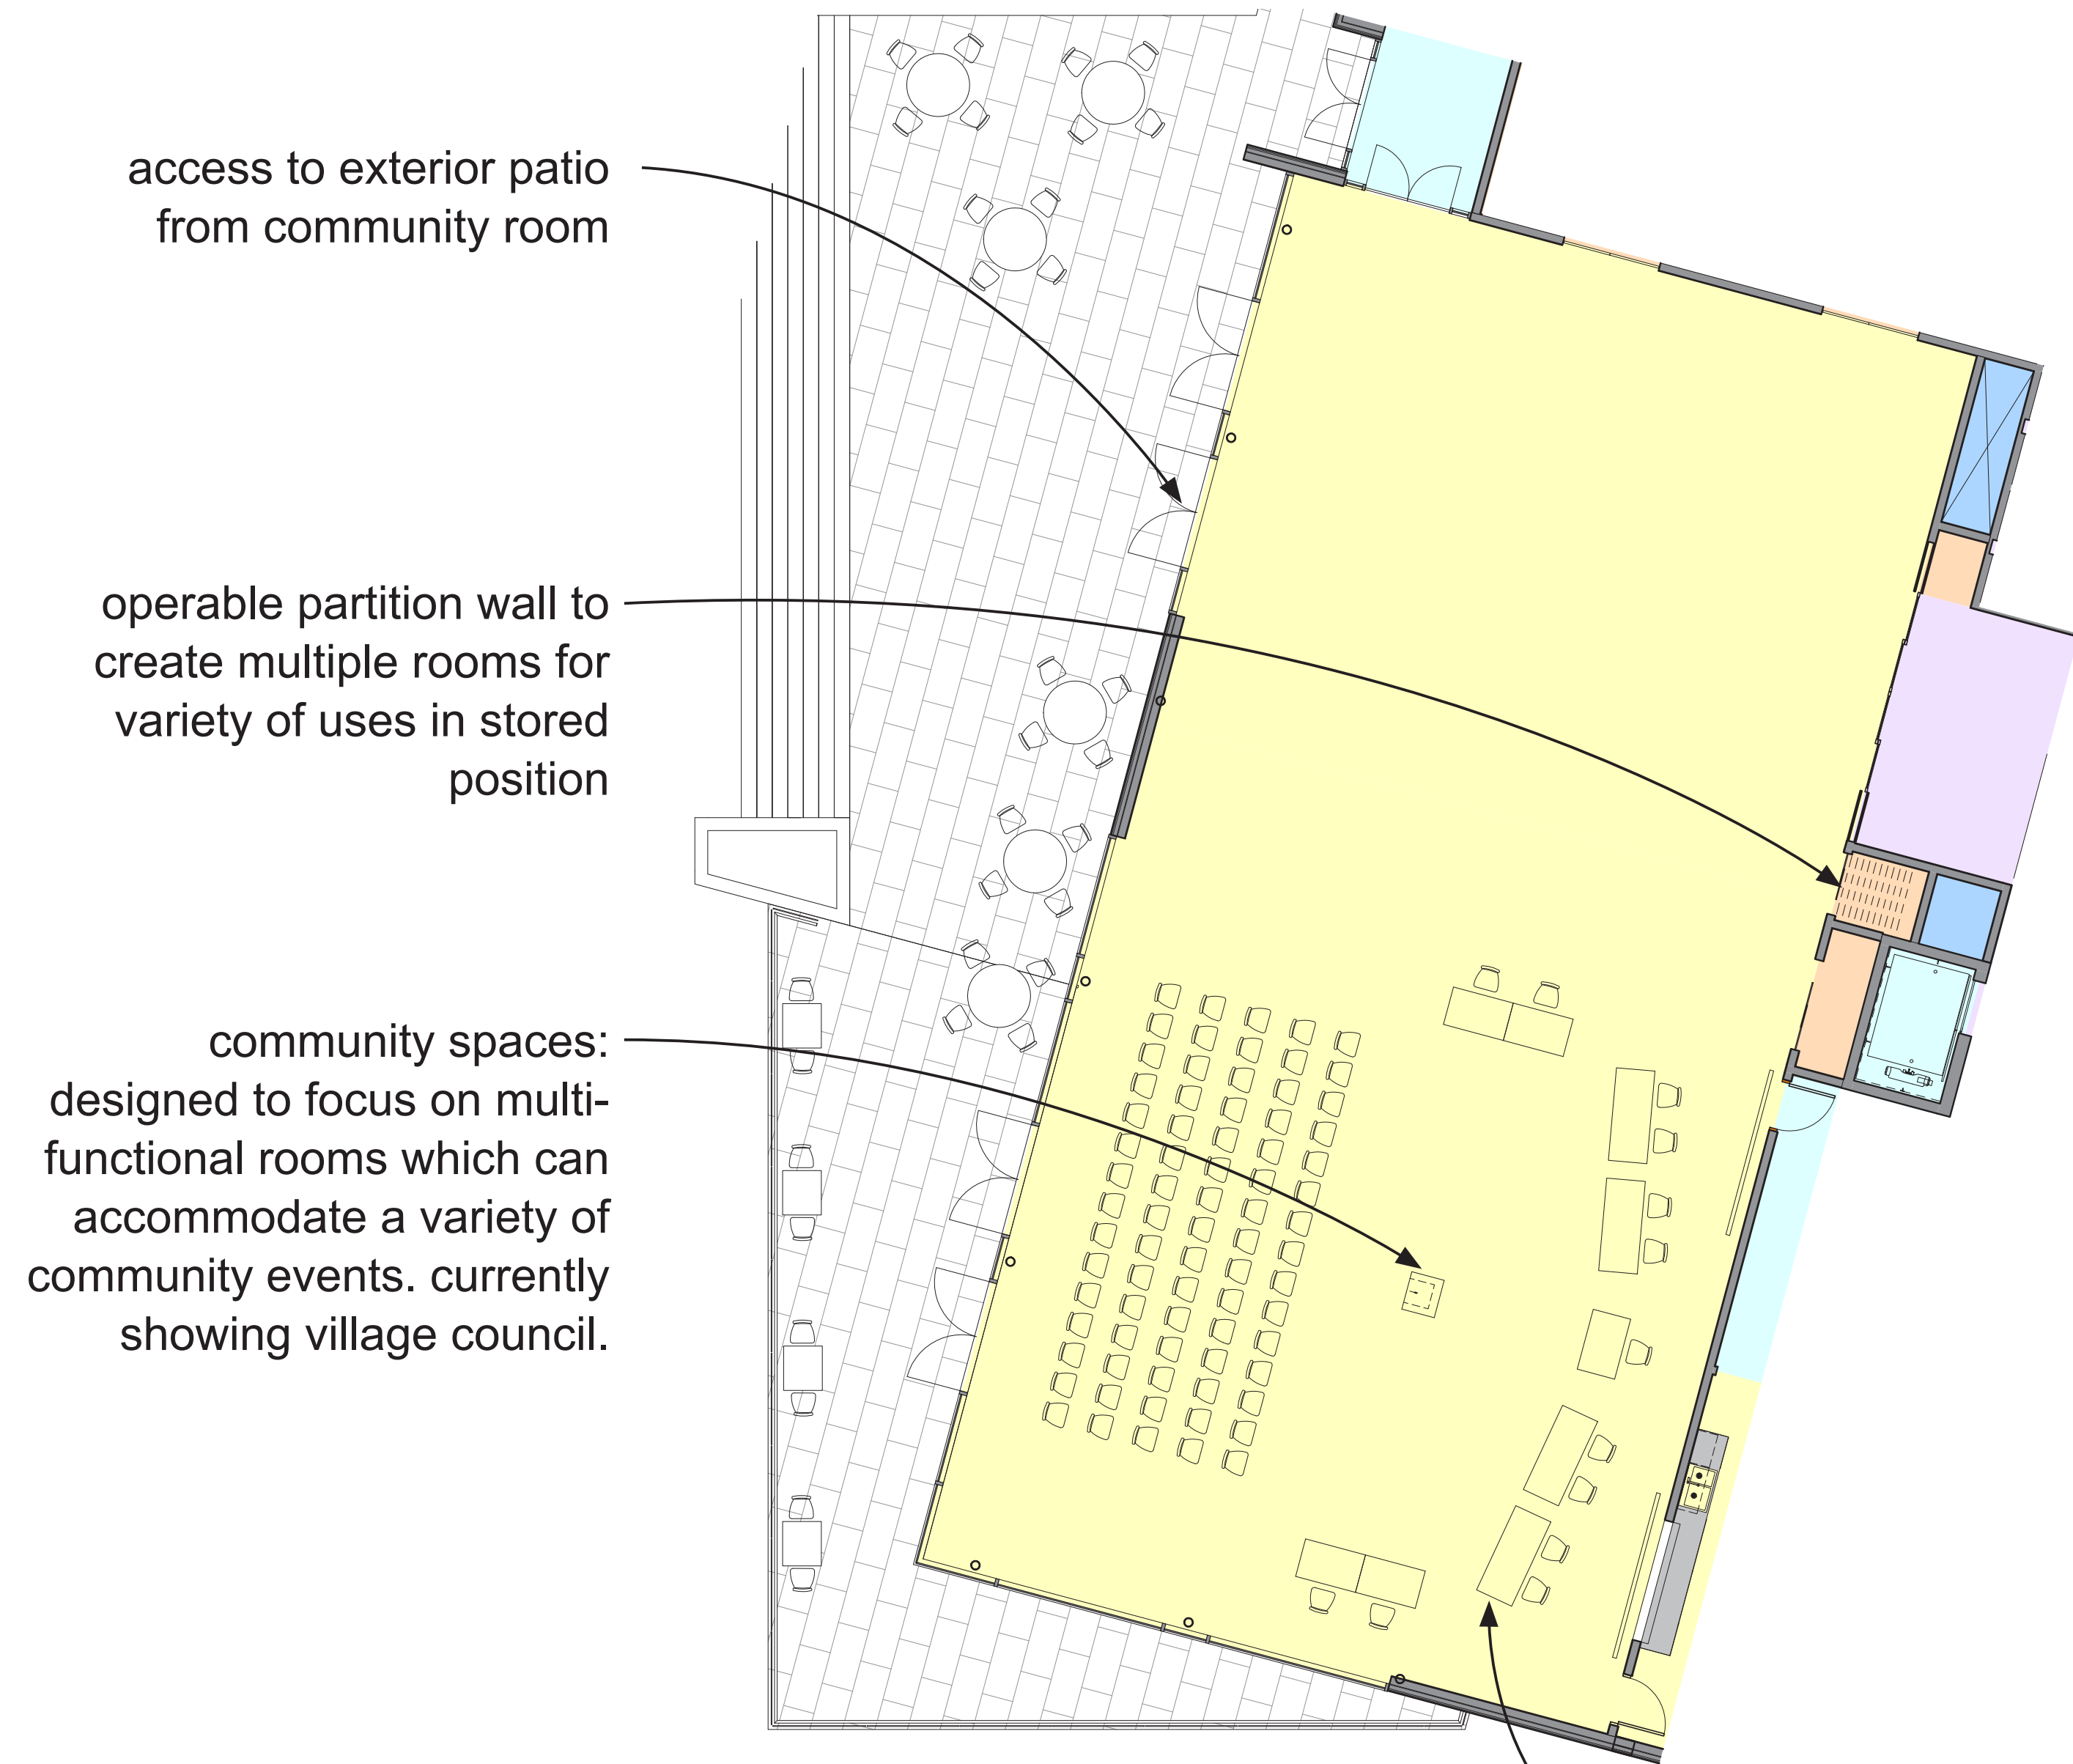 access to exterior patio
from community room
operable partition wall to
create multiple rooms for
variety of uses in stored
position
community spaces:
designed to focus on multi-
functional rooms which can
accommodate a variety of
community events. currently
showing village council.